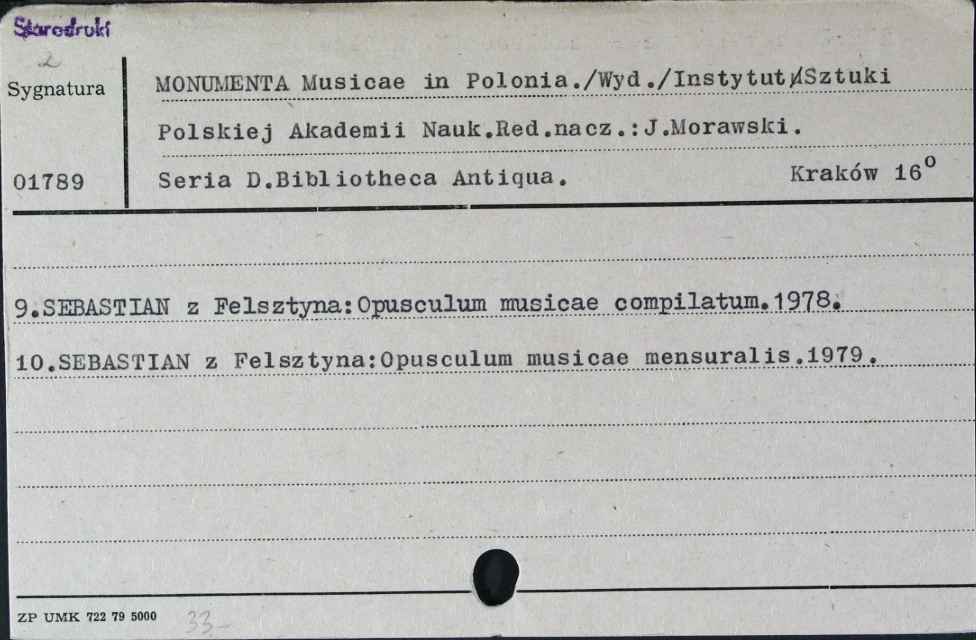 Starodruki
2
Sygnatura
MONUMENTA Musicae in Polonia./Wyd./Instytut Sztuki
Polskiej Akademii Nauk.Red.nacz.:J.Morawski.
01789
Seria D.Bibliotheca Antiqua.
Kraków 16°
9.SEBASTIAN z Felsztyna:Opusculum musicae compilatum.1978.
10.SEBASTIAN z Felsztyna:Opusculum musicae mensuralis.1979.
ZP UMK 722 79 5000
33-